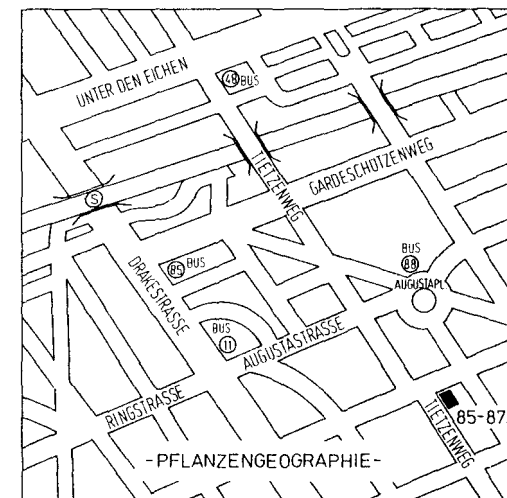 UNTER DEN EICHEN
48 BUS
TIETZENWEG
GARDESCHÜTZENWEG
S
DRAKESTRASSE
85 BUS
BUS
88
AUGUSTAPL.
BUS
11
AUGUSTASTRASSE
RINGSTRASSE
TIETZENWEG
85-87
-PFLANZENGEOGRAPHIE-